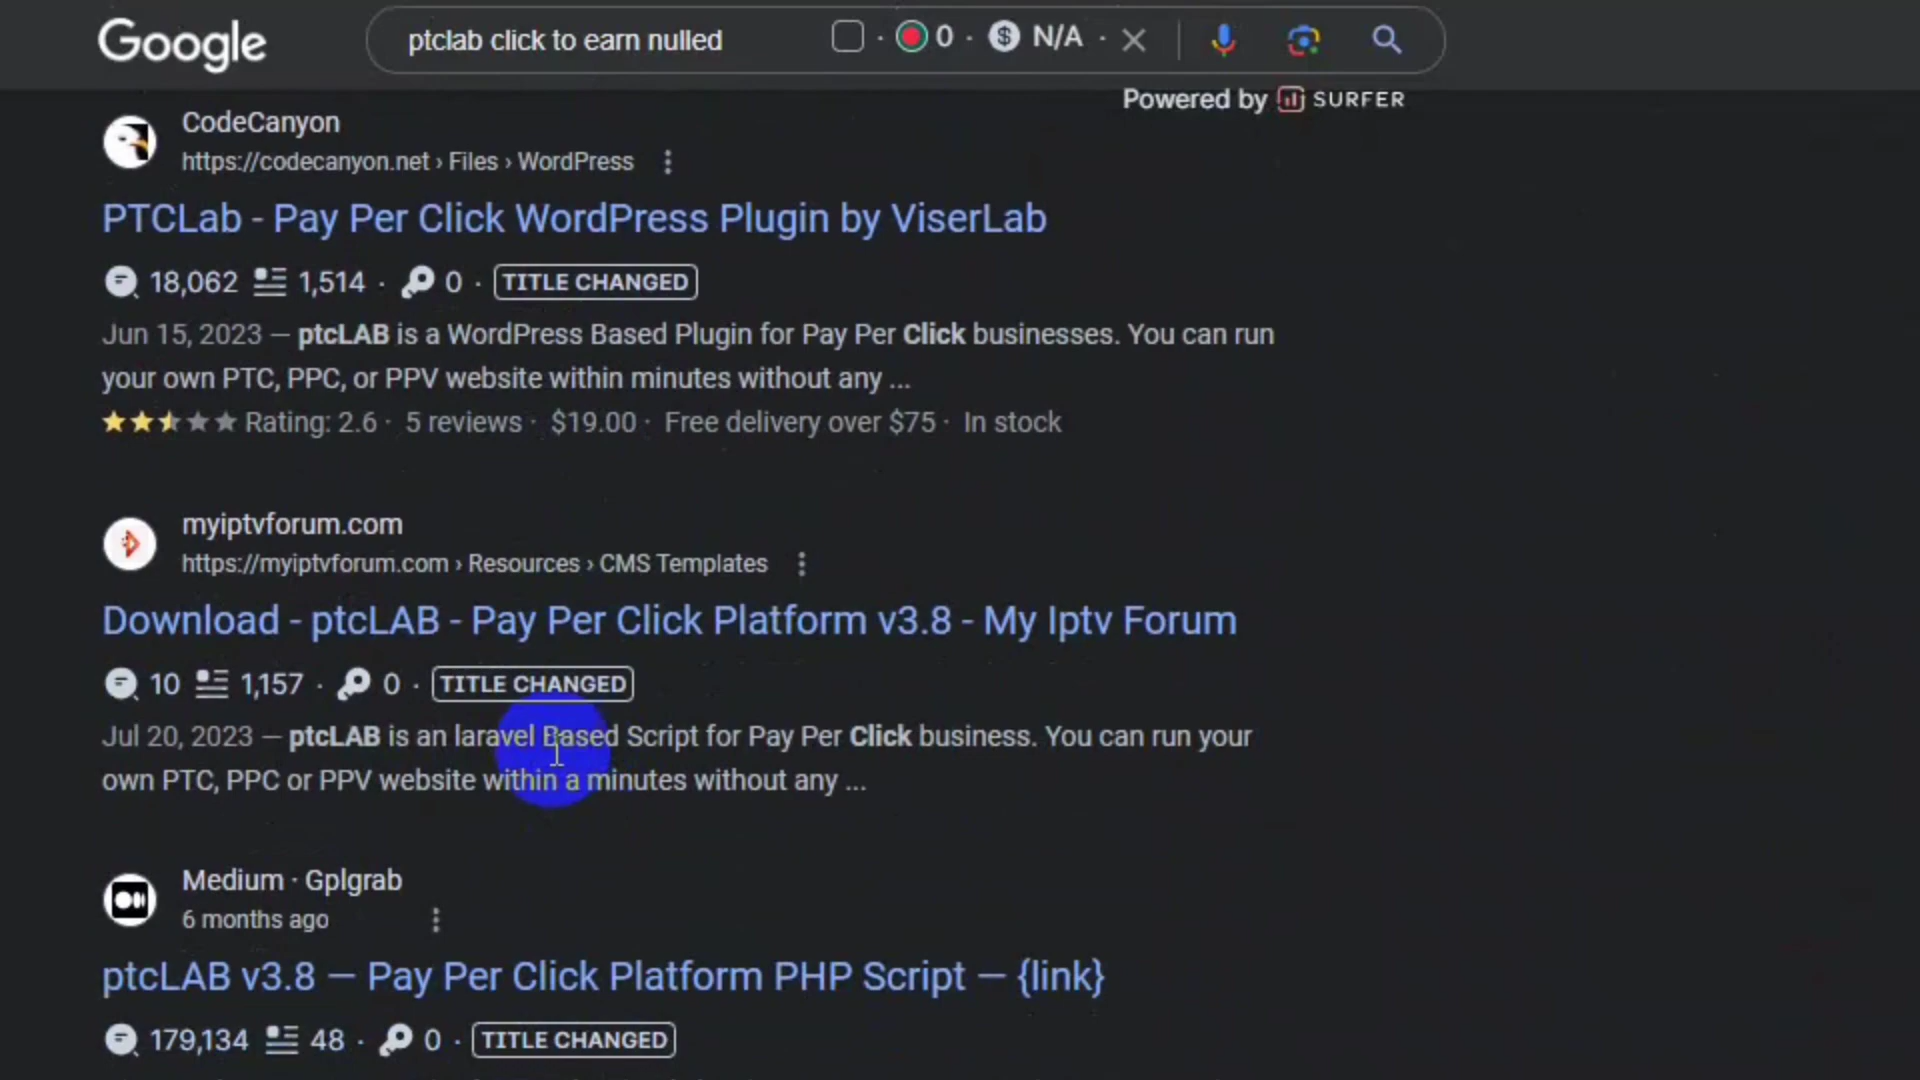 Google
ptclab click to earn nulled
· 0 · N/A ·
Powered by SURFER
CodeCanyon
https://codecanyon.net › Files › WordPress
PTCLab - Pay Per Click WordPress Plugin by ViserLab
18,062 1,514 · 0 · TITLE CHANGED
Jun 15, 2023 — ptcLAB is a WordPress Based Plugin for Pay Per Click businesses. You can run
your own PTC, PPC, or PPV website within minutes without any ...
Rating: 2.6 · 5 reviews · $19.00 · Free delivery over $75 · In stock
myiptvforum.com
https://myiptvforum.com › Resources › CMS Templates
Download - ptcLAB - Pay Per Click Platform v3.8 - My Iptv Forum
10 1,157 · 0 · TITLE CHANGED
Jul 20, 2023 — ptcLAB is an laravel Based Script for Pay Per Click business. You can run your
own PTC, PPC or PPV website within a minutes without any ...
Medium · Gplgrab
6 months ago
ptcLAB v3.8 — Pay Per Click Platform PHP Script — {link}
179,134 48 · 0 · TITLE CHANGED